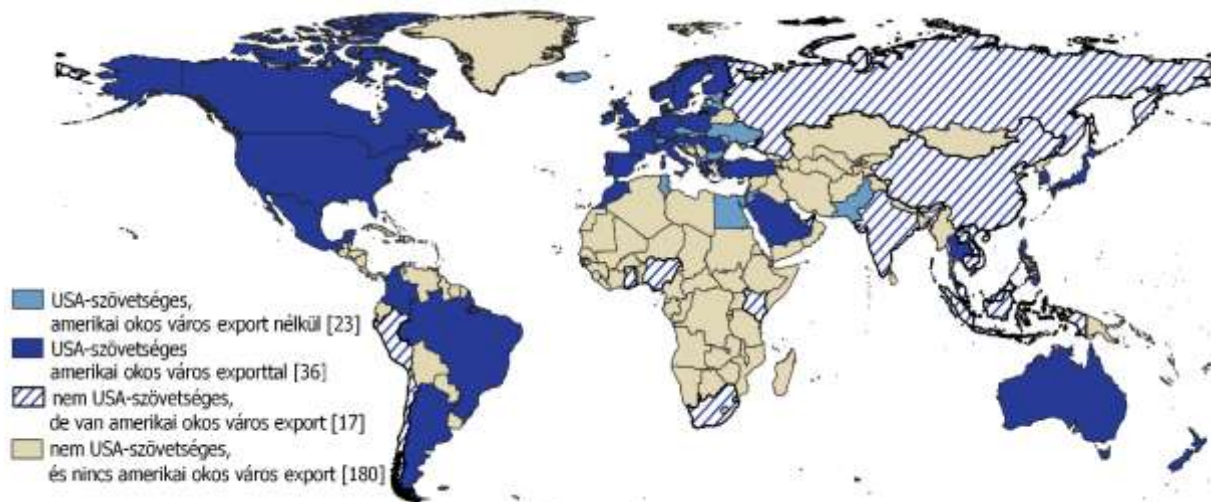 USA-szövetséges,
amerikai okos város export nélkül [23]
USA-szövetséges
amerikai okos város exporttal [36]
nem USA-szövetséges,
de van amerikai okos város export [17]
nem USA-szövetséges,
és nincs amerikai okos város export [180]